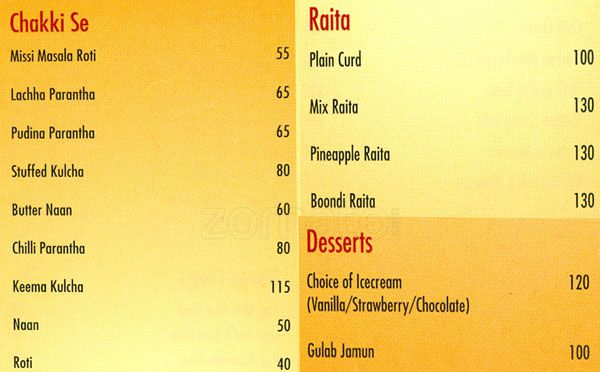 Chakki Se
Missi Masala Roti 55
Lachha Parantha 65
Pudina Parantha 65
Stuffed Kulcha 80
Butter Naan 60
Chilli Parantha 80
Keema Kulcha 115
Naan 50
Roti 40
Raita
Plain Curd 100
Mix Raita 130
Pineapple Raita 130
Boondi Raita 130
Desserts
Choice of Icecream 120
(Vanilla/Strawberry/Chocolate)
Gulab Jamun 100